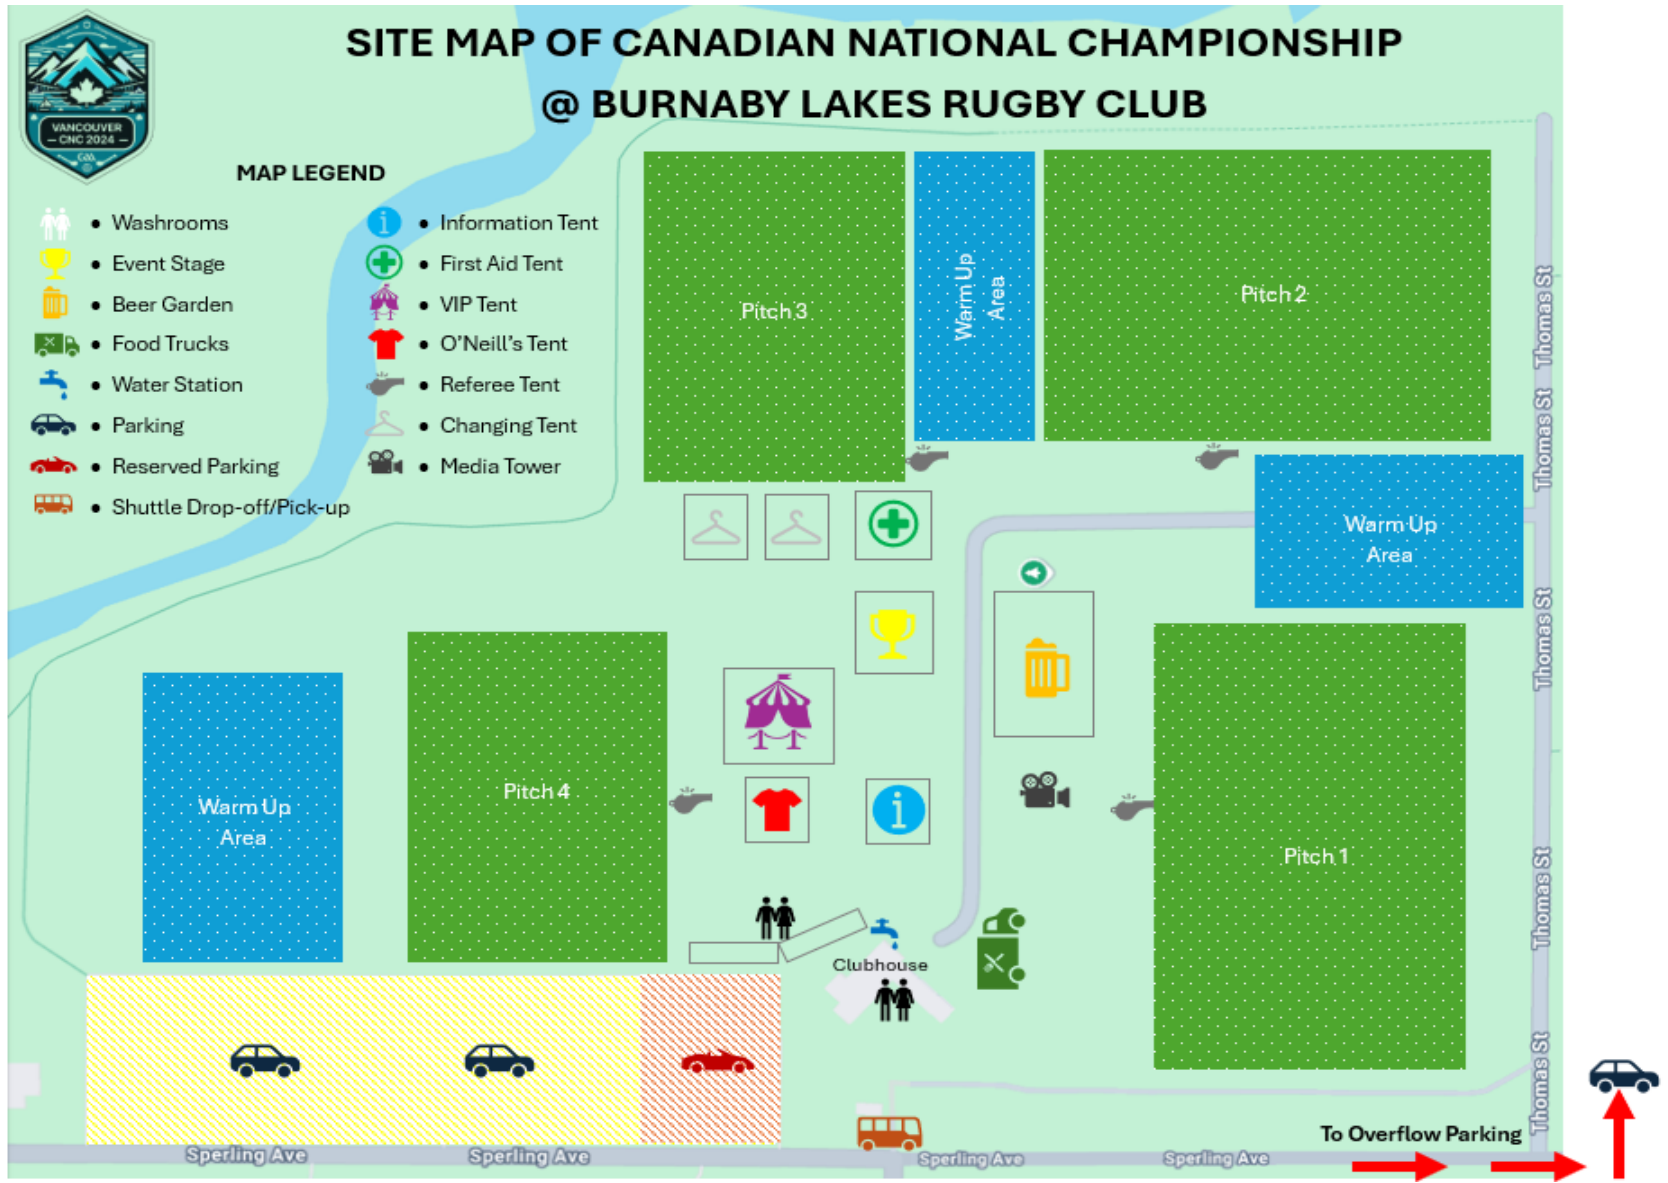 SITE MAP OF CANADIAN NATIONAL CHAMPIONSHIP
@ BURNABY LAKES RUGBY CLUB
VANCOUVER
— CNC 2024 —
GAA
MAP LEGEND
• Washrooms
• Event Stage
• Beer Garden
• Food Trucks
• Water Station
• Parking
• Reserved Parking
• Shuttle Drop-off/Pick-up
• Information Tent
• First Aid Tent
• VIP Tent
• O'Neill's Tent
• Referee Tent
• Changing Tent
• Media Tower
Pitch 3
Warm Up
Area
Pitch 2
Thomas St
Thomas St
Warm Up
Area
Thomas St
Warm Up
Area
Pitch 4
Pitch 1
Thomas St
Clubhouse
Thomas St
To Overflow Parking
Sperling Ave
Sperling Ave
Sperling Ave
Sperling Ave